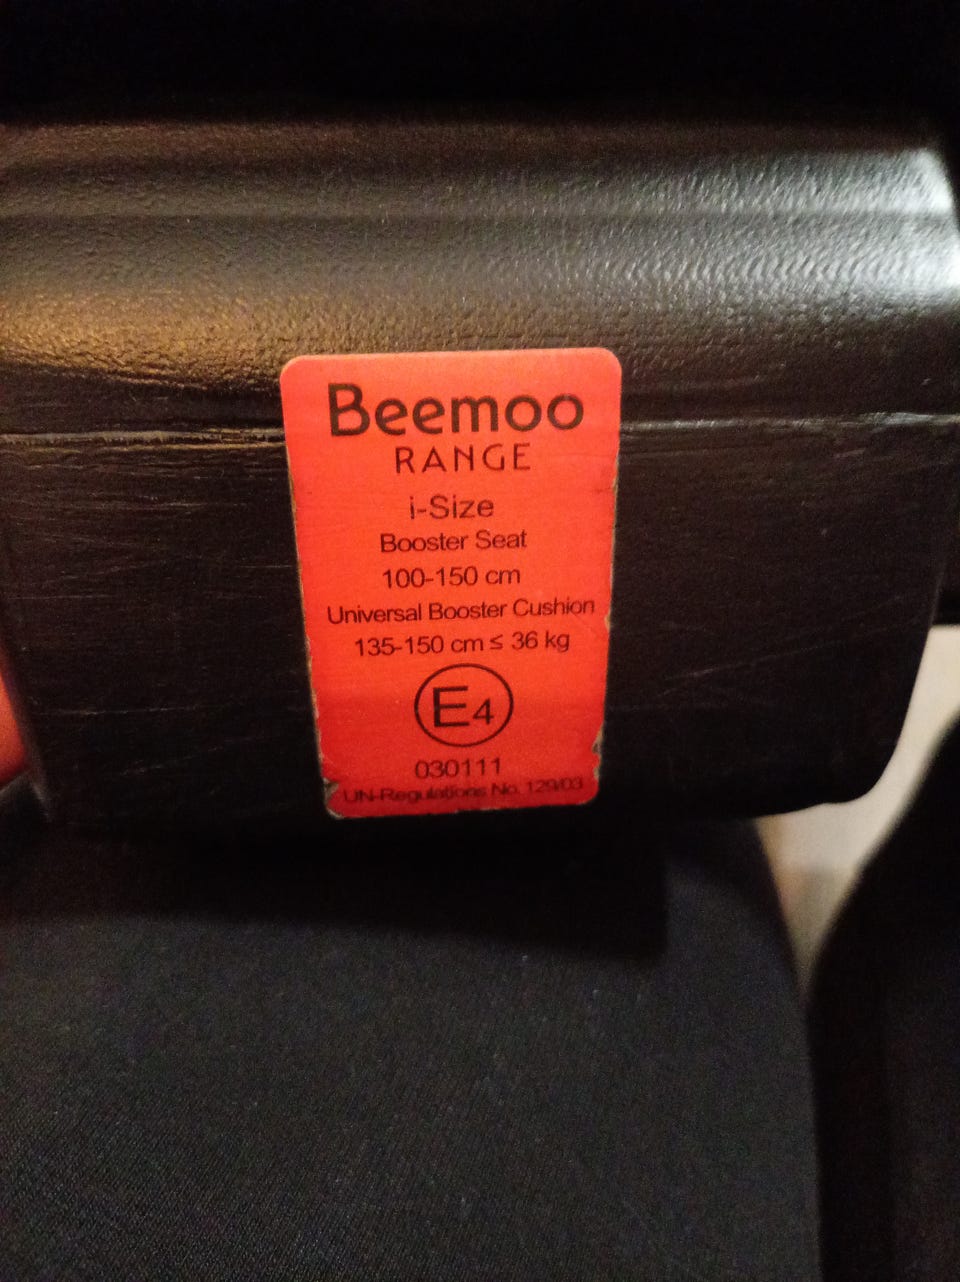 Beemoo
RANGE
i-Size
Booster Seat
100-150 cm
Universal Booster Cushion
135-150 cm ≤ 36 kg
E4
030111
UN-Regulations No. 129/03